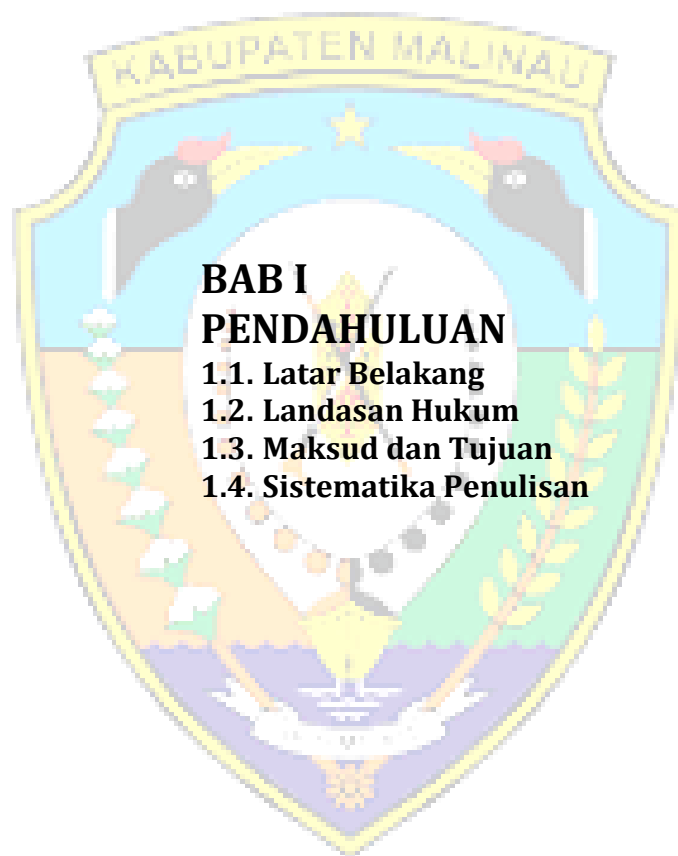 KABUPATEN MALINAU
BAB I
PENDAHULUAN
1.1. Latar Belakang
1.2. Landasan Hukum
1.3. Maksud dan Tujuan
1.4. Sistematika Penulisan